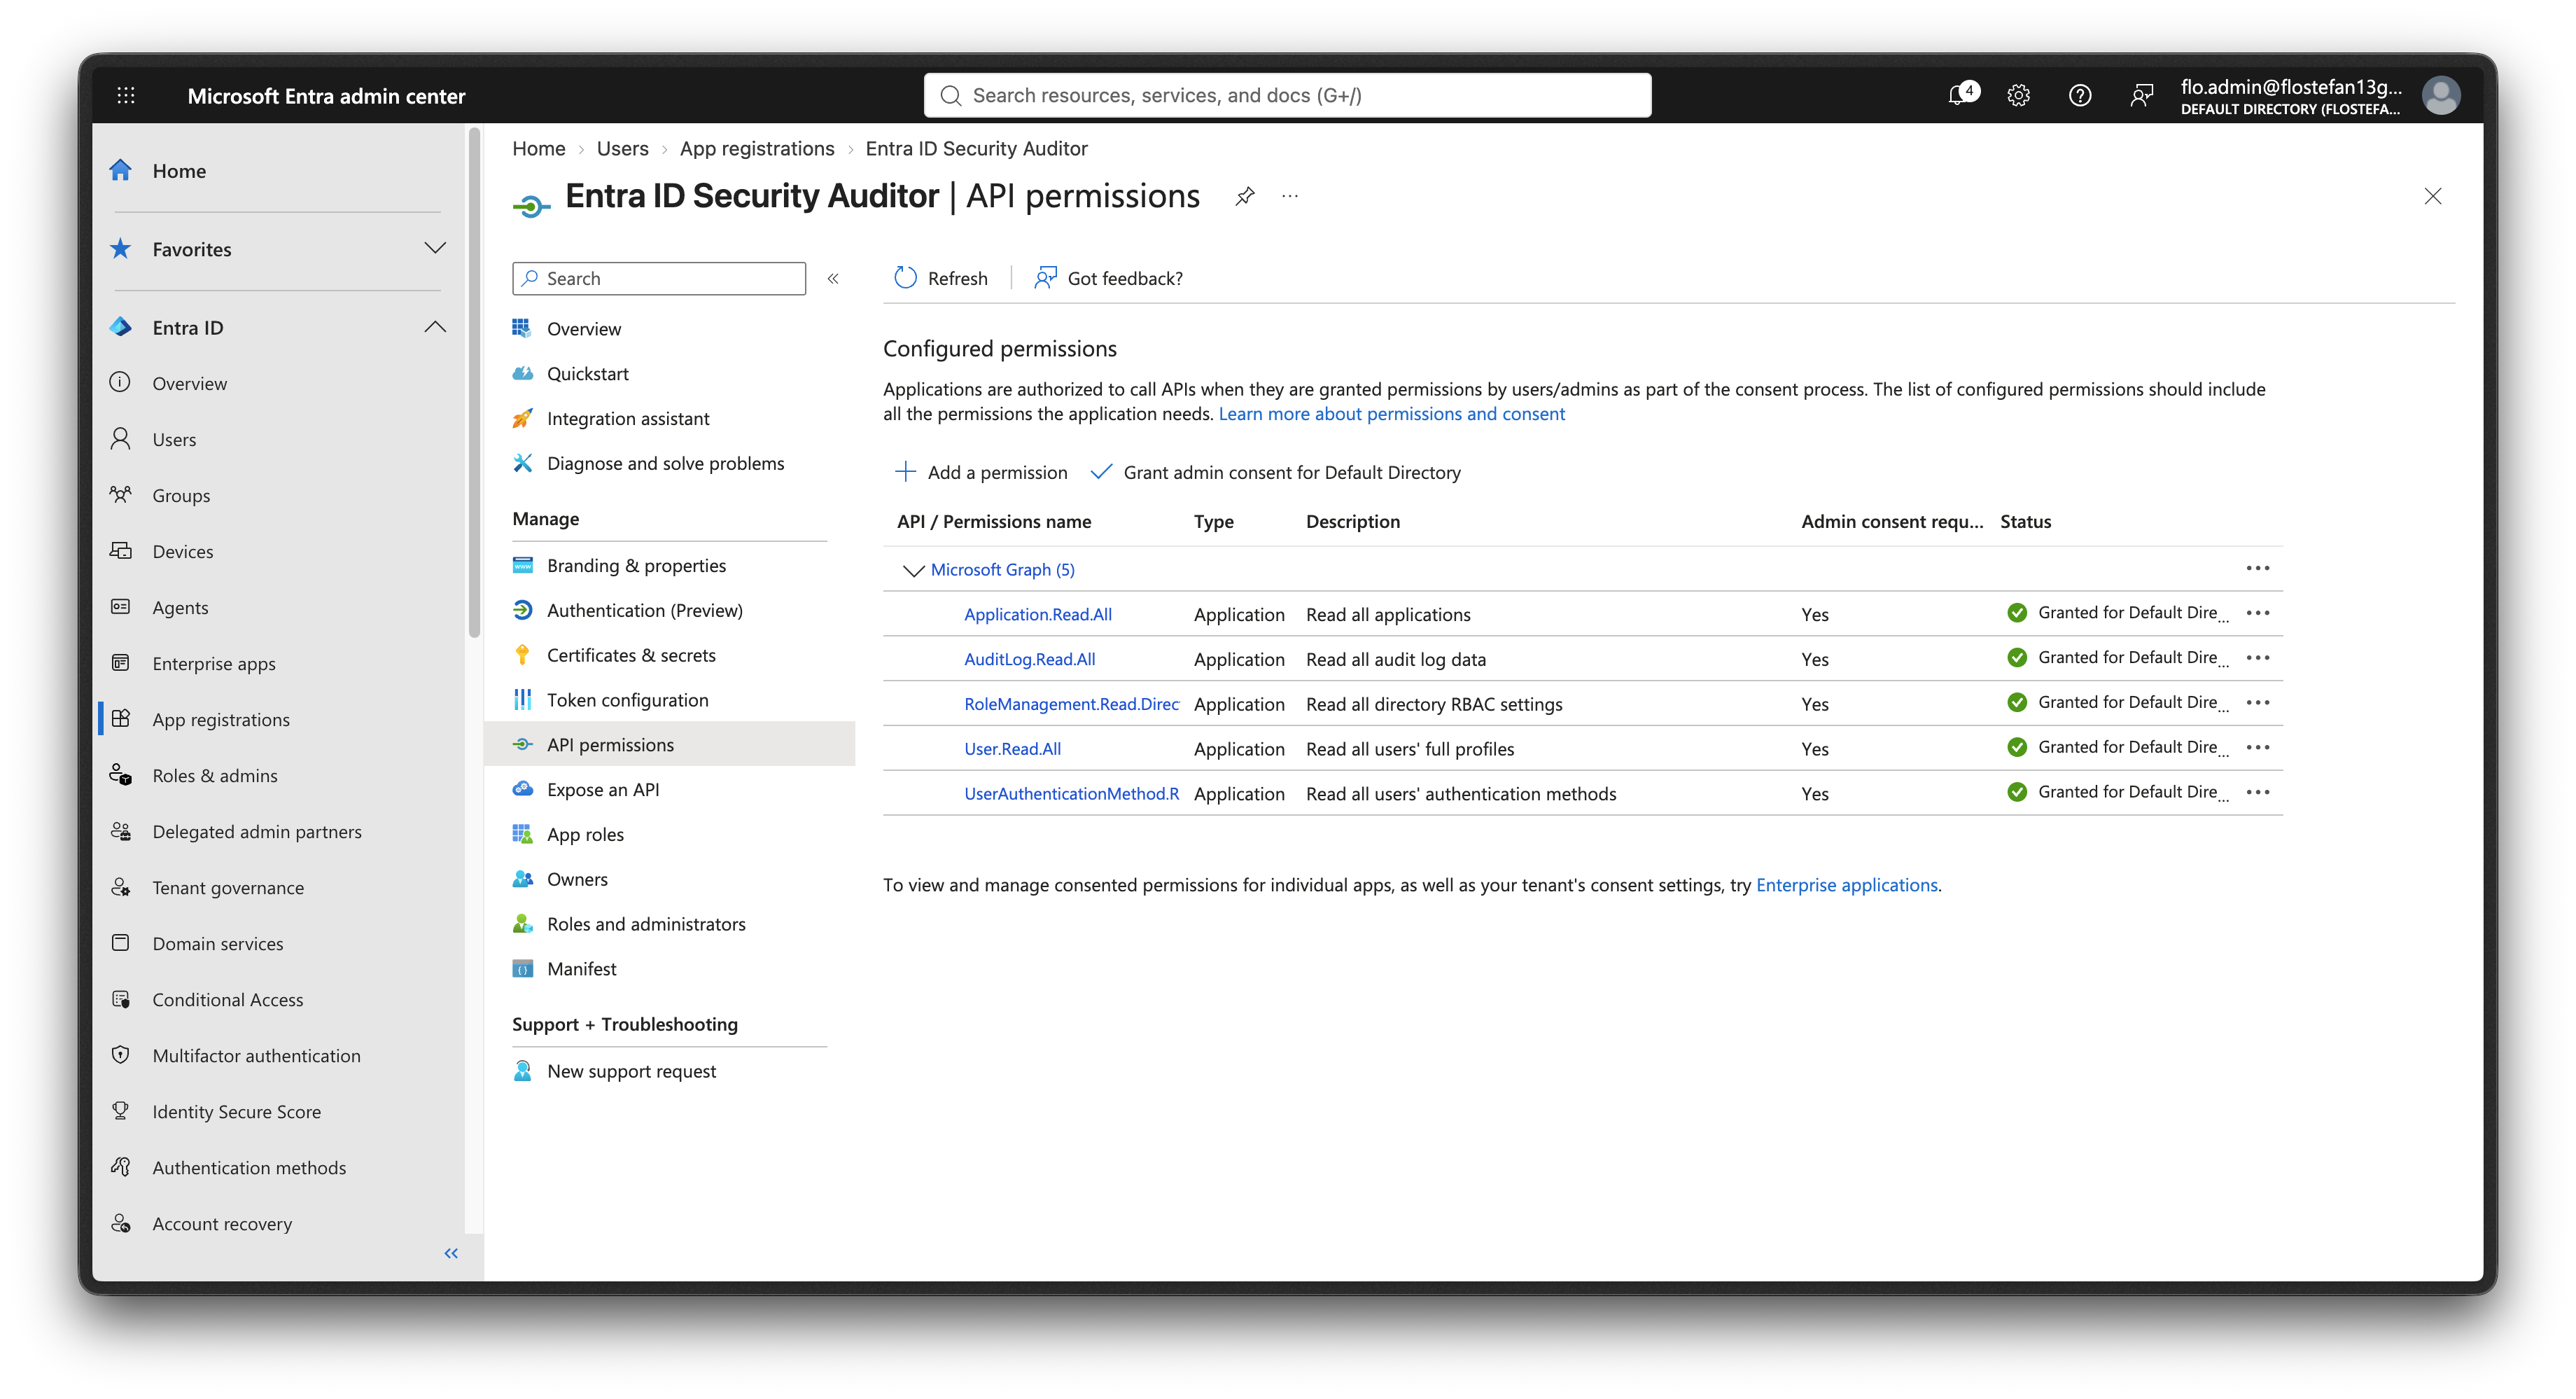 Microsoft Entra admin center
Search resources, services, and docs (G+/)
4
flo.admin@flostefan13g...
DEFAULT DIRECTORY (FLOSTEFA...
Home
Favorites
Entra ID
Overview
Users
Groups
Devices
Agents
Enterprise apps
App registrations
Roles & admins
Delegated admin partners
Tenant governance
Domain services
Conditional Access
Multifactor authentication
Identity Secure Score
Authentication methods
Account recovery
Home > Users > App registrations > Entra ID Security Auditor
Entra ID Security Auditor | API permissions
Search
Overview
Quickstart
Integration assistant
Diagnose and solve problems
Manage
Branding & properties
Authentication (Preview)
Certificates & secrets
Token configuration
API permissions
Expose an API
App roles
Owners
Roles and administrators
Manifest
Support + Troubleshooting
New support request
Refresh
Got feedback?
Configured permissions
Applications are authorized to call APIs when they are granted permissions by users/admins as part of the consent process. The list of configured permissions should include
all the permissions the application needs. Learn more about permissions and consent
Add a permission
Grant admin consent for Default Directory
API / Permissions name Type Description Admin consent requ... Status
Microsoft Graph (5)
Application.Read.All Application Read all applications Yes Granted for Default Dire...
AuditLog.Read.All Application Read all audit log data Yes Granted for Default Dire...
RoleManagement.Read.Direc Application Read all directory RBAC settings Yes Granted for Default Dire...
User.Read.All Application Read all users' full profiles Yes Granted for Default Dire...
UserAuthenticationMethod.R Application Read all users' authentication methods Yes Granted for Default Dire...
To view and manage consented permissions for individual apps, as well as your tenant's consent settings, try Enterprise applications.